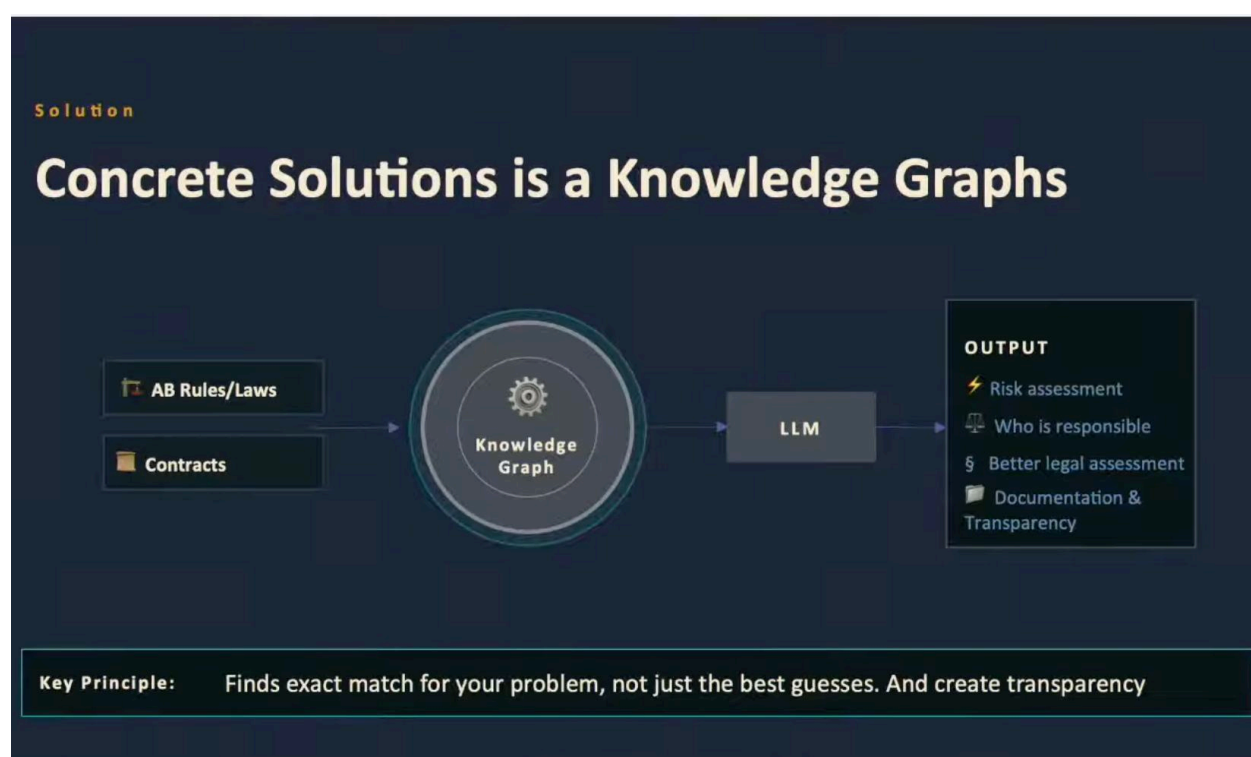 Solution
Concrete Solutions is a Knowledge Graphs
AB Rules/Laws
Contracts
Knowledge
Graph
LLM
OUTPUT
⚡ Risk assessment
⚖ Who is responsible
§ Better legal assessment
📁 Documentation &
Transparency
Key Principle: Finds exact match for your problem, not just the best guesses. And create transparency